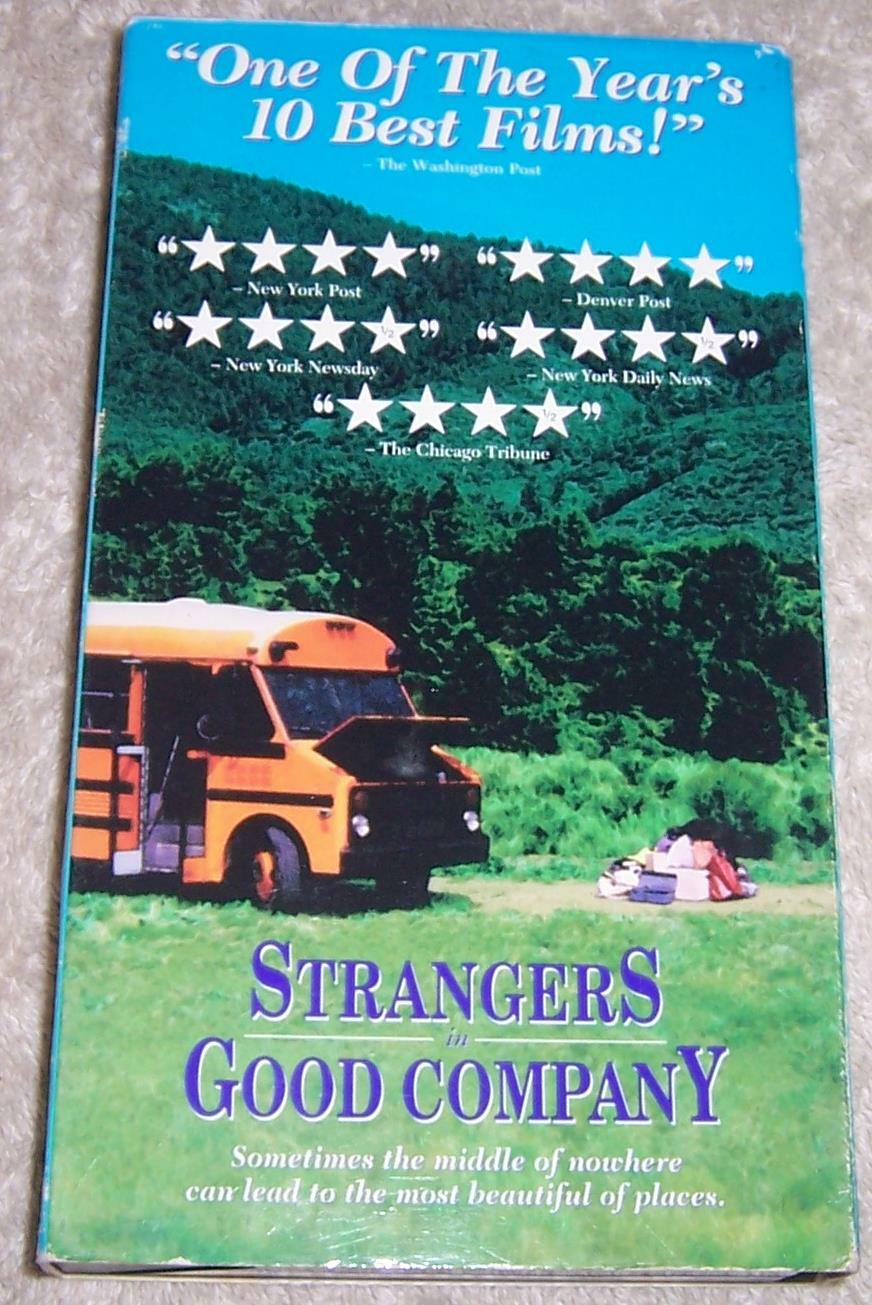 “One Of The Year’s
10 Best Films!”
– The Washington Post
“★★★★” “★★★★”
– New York Post – Denver Post
“★★★½” “★★★½”
– New York Newsday – New York Daily News
“★★★½”
– The Chicago Tribune
STRANGERS
in
GOOD COMPANY
Sometimes the middle of nowhere
can lead to the most beautiful of places.